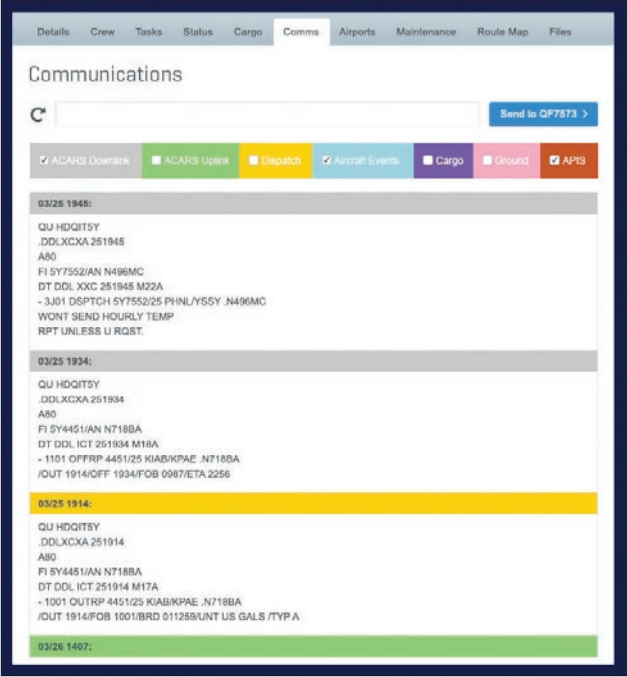 Details Crew Tasks Status Cargo Comms Airports Maintenance Route Map Files
Communications
Send to QF7573 >
ACARS Downlink ACARS Uplink Dispatch Aircraft Events Cargo Ground APIS
03/25 1945:
QU HDQIT5Y
.DDLXCXA 251945
A80
FI 5Y7552/AN N496MC
DT DDL XXC 251945 M22A
- 3J01 DSPTCH 5Y7552/25 PHNL/YSSY .N496MC
WONT SEND HOURLY TEMP
RPT UNLESS U RQST.
03/25 1934:
QU HDQIT5Y
.DDLXCXA 251934
A80
FI 5Y4451/AN N718BA
DT DDL ICT 251934 M18A
- 1101 OFFRP 4451/25 KIAB/KPAE .N718BA
/OUT 1914/OFF 1934/FOB 0987/ETA 2256
03/25 1914:
QU HDQIT5Y
.DDLXCXA 251914
A80
FI 5Y4451/AN N718BA
DT DDL ICT 251914 M17A
- 1001 OUTRP 4451/25 KIAB/KPAE .N718BA
/OUT 1914/FOB 1001/BRD 011259/UNT US GALS /TYP A
03/26 1407: